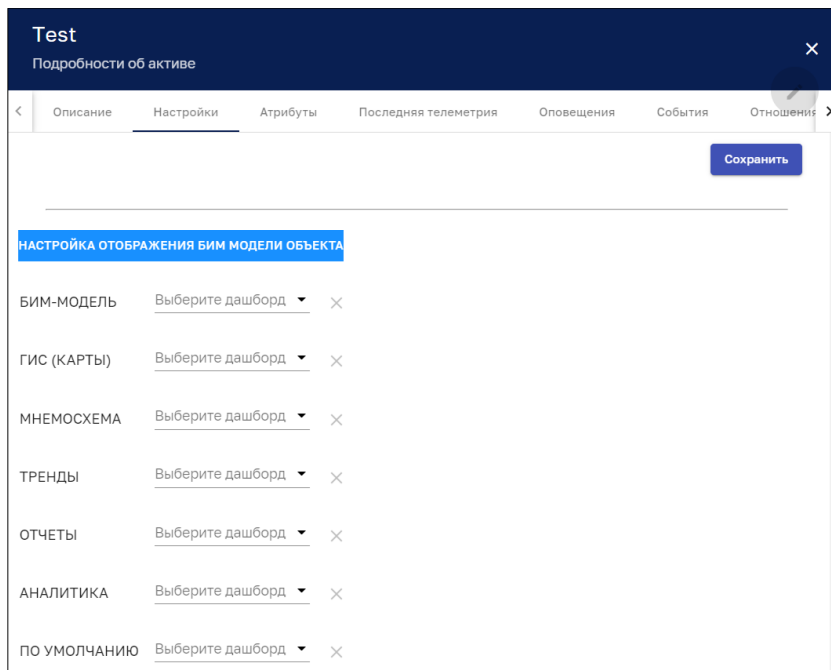 Test
Подробности об активе
Описание Настройки Атрибуты Последняя телеметрия Оповещения События Отношения
Сохранить
НАСТРОЙКА ОТОБРАЖЕНИЯ БИМ МОДЕЛИ ОБЪЕКТА
БИМ-МОДЕЛЬ Выберите дашборд
ГИС (КАРТЫ) Выберите дашборд
МНЕМОСХЕМА Выберите дашборд
ТРЕНДЫ Выберите дашборд
ОТЧЕТЫ Выберите дашборд
АНАЛИТИКА Выберите дашборд
ПО УМОЛЧАНИЮ Выберите дашборд